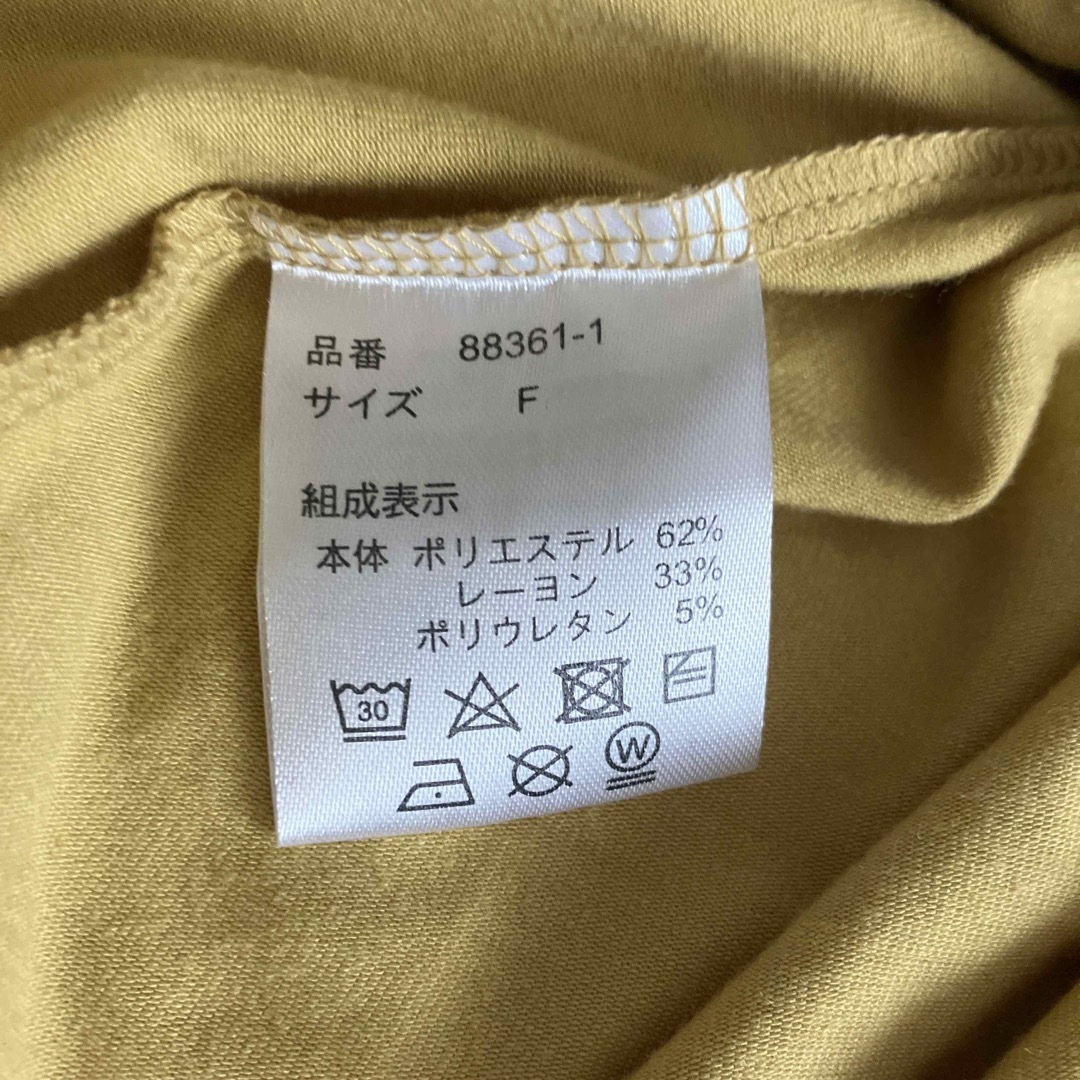 品番 88361-1
サイズ F
組成表示
本体 ポリエステル 62%
レーヨン 33%
ポリウレタン 5%
30
W